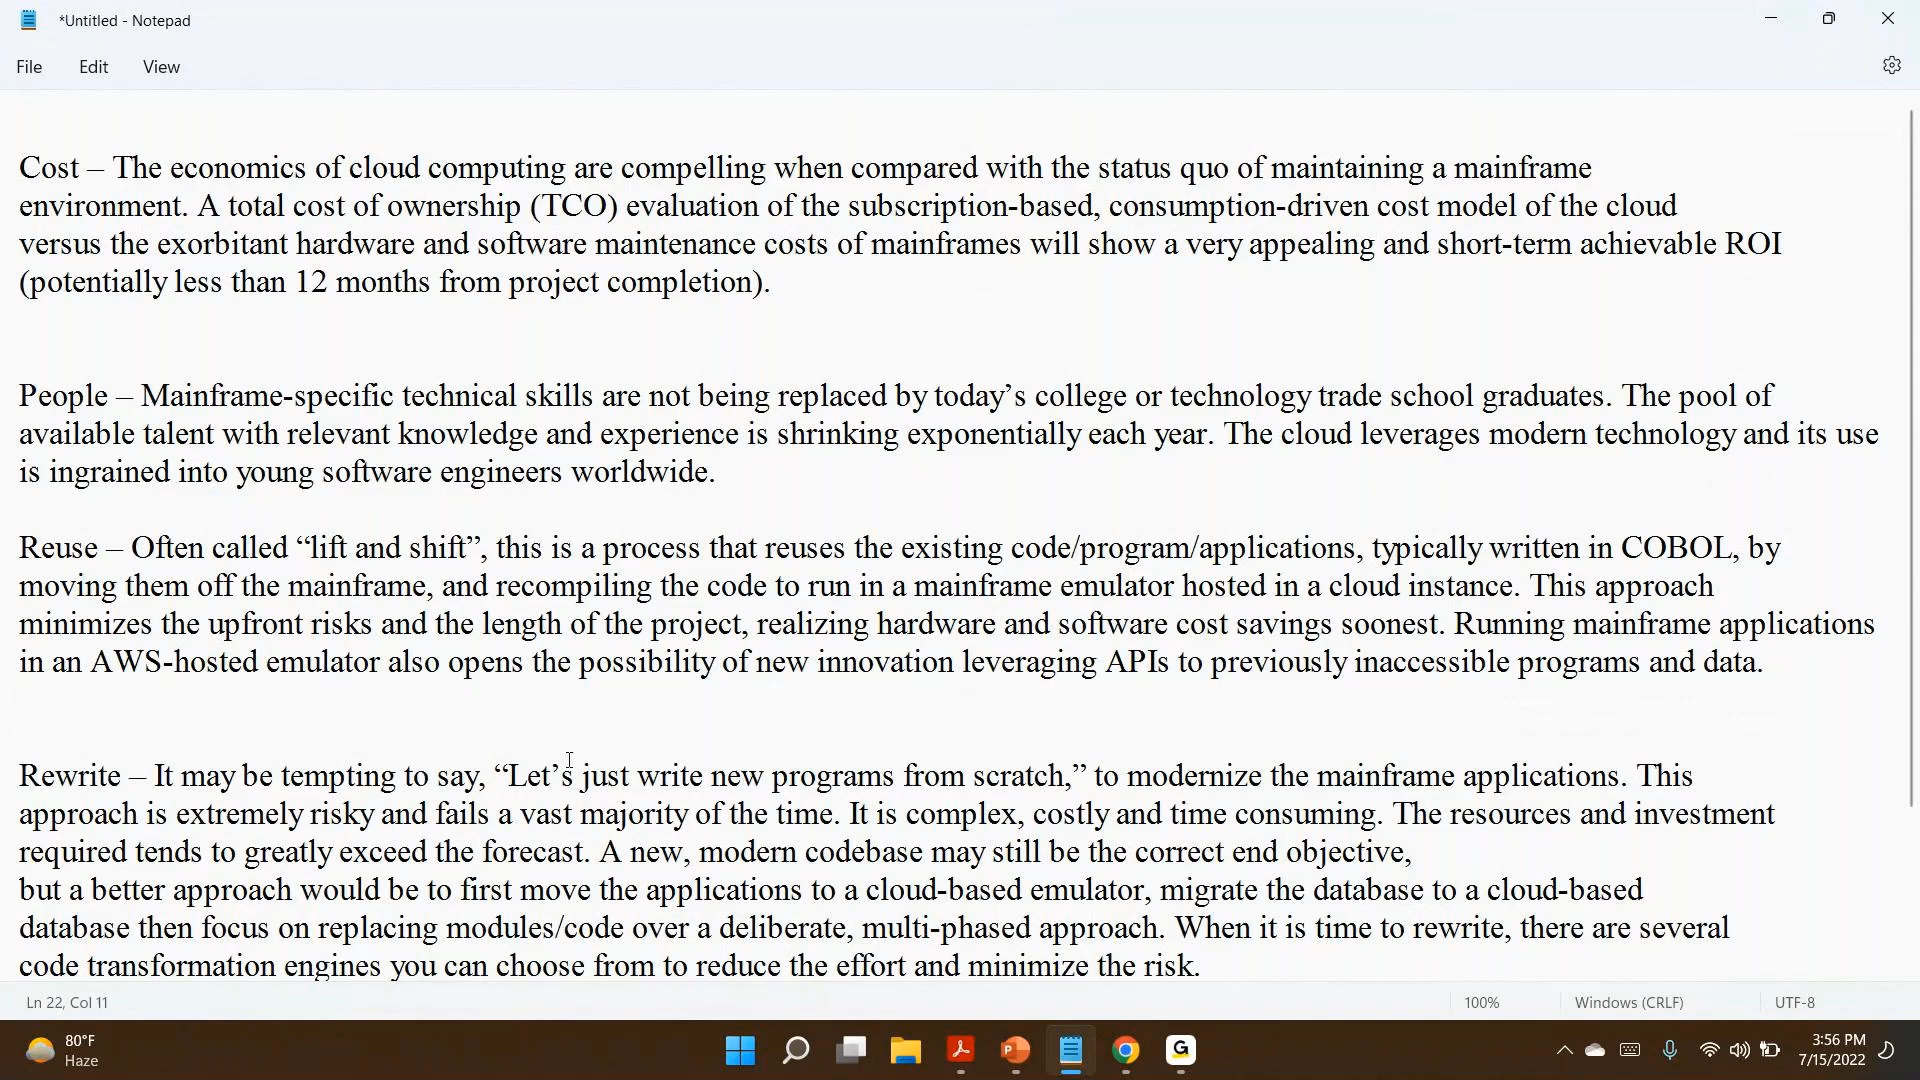 *Untitled - Notepad
File Edit View
Cost – The economics of cloud computing are compelling when compared with the status quo of maintaining a mainframe
environment. A total cost of ownership (TCO) evaluation of the subscription-based, consumption-driven cost model of the cloud
versus the exorbitant hardware and software maintenance costs of mainframes will show a very appealing and short-term achievable ROI
(potentially less than 12 months from project completion).
People – Mainframe-specific technical skills are not being replaced by today’s college or technology trade school graduates. The pool of
available talent with relevant knowledge and experience is shrinking exponentially each year. The cloud leverages modern technology and its use
is ingrained into young software engineers worldwide.
Reuse – Often called “lift and shift”, this is a process that reuses the existing code/program/applications, typically written in COBOL, by
moving them off the mainframe, and recompiling the code to run in a mainframe emulator hosted in a cloud instance. This approach
minimizes the upfront risks and the length of the project, realizing hardware and software cost savings soonest. Running mainframe applications
in an AWS-hosted emulator also opens the possibility of new innovation leveraging APIs to previously inaccessible programs and data.
Rewrite – It may be tempting to say, “Let’s just write new programs from scratch,” to modernize the mainframe applications. This
approach is extremely risky and fails a vast majority of the time. It is complex, costly and time consuming. The resources and investment
required tends to greatly exceed the forecast. A new, modern codebase may still be the correct end objective,
but a better approach would be to first move the applications to a cloud-based emulator, migrate the database to a cloud-based
database then focus on replacing modules/code over a deliberate, multi-phased approach. When it is time to rewrite, there are several
code transformation engines you can choose from to reduce the effort and minimize the risk.
Ln 22, Col 11 100% Windows (CRLF) UTF-8
80°F
Haze
3:56 PM
7/15/2022